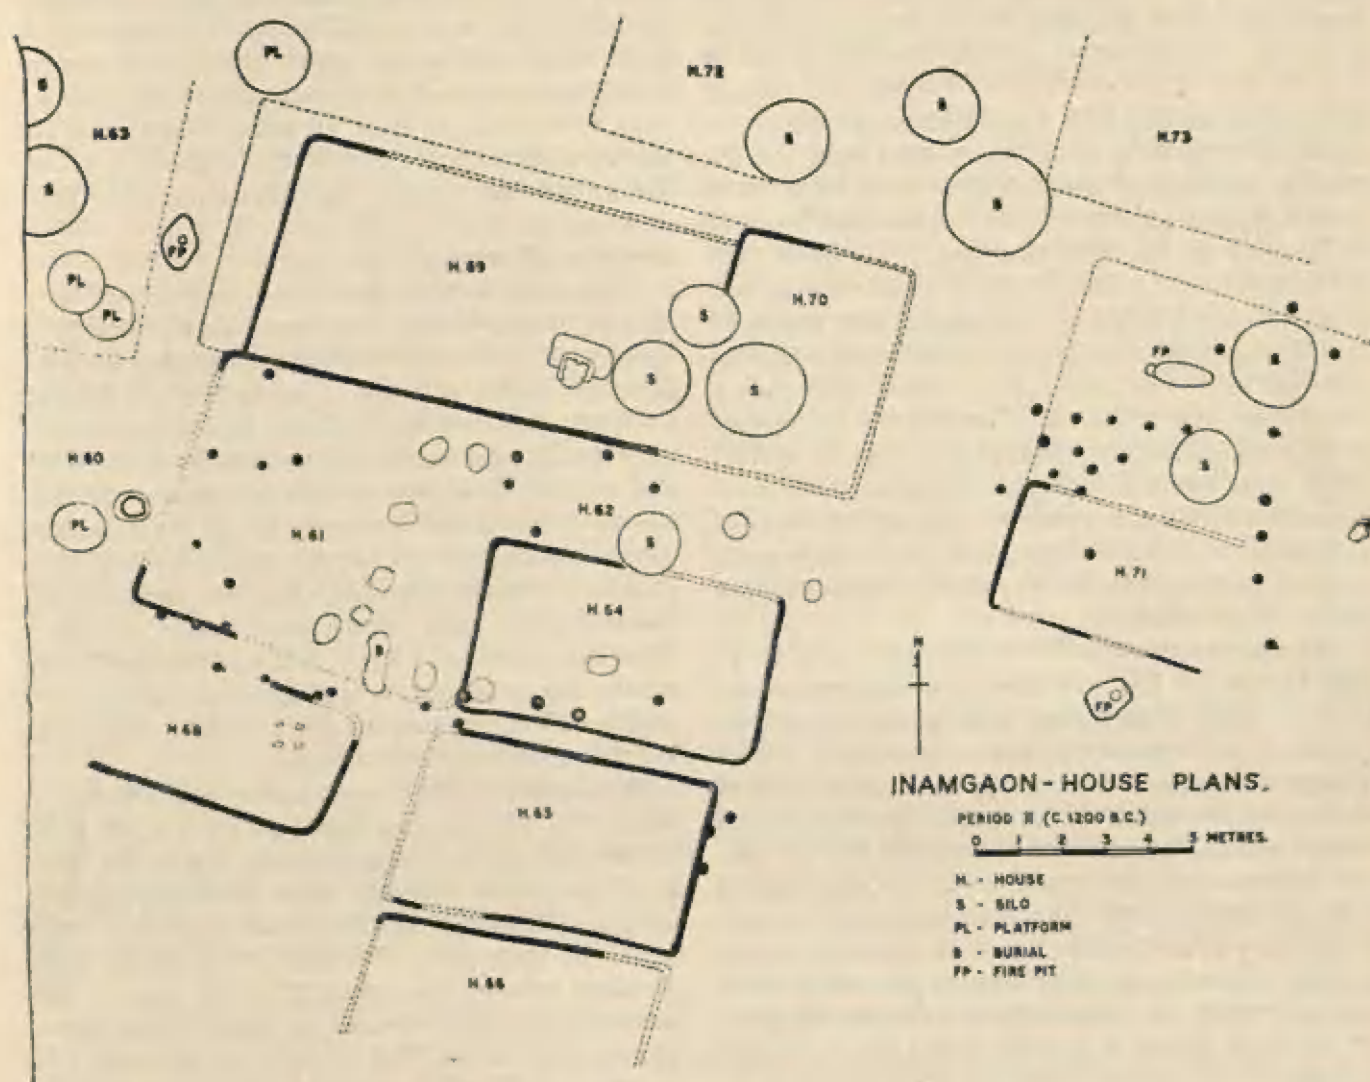 PL
H.72
S
S
H.63
S
H.73
S
S
FP
H.69
PL
H.70
PL
S
FP
S
S
S
H.60
S
H.62
PL
H.61
S
H.71
H.64
B
N
FP
H.68
INAMGAON-HOUSE PLANS.
H.65
PERIOD II (C.1200 B.C.)
0 1 2 3 4 5 METRES.
H. - HOUSE
S - SILO
PL - PLATFORM
B - BURIAL
FP - FIRE PIT
H.66